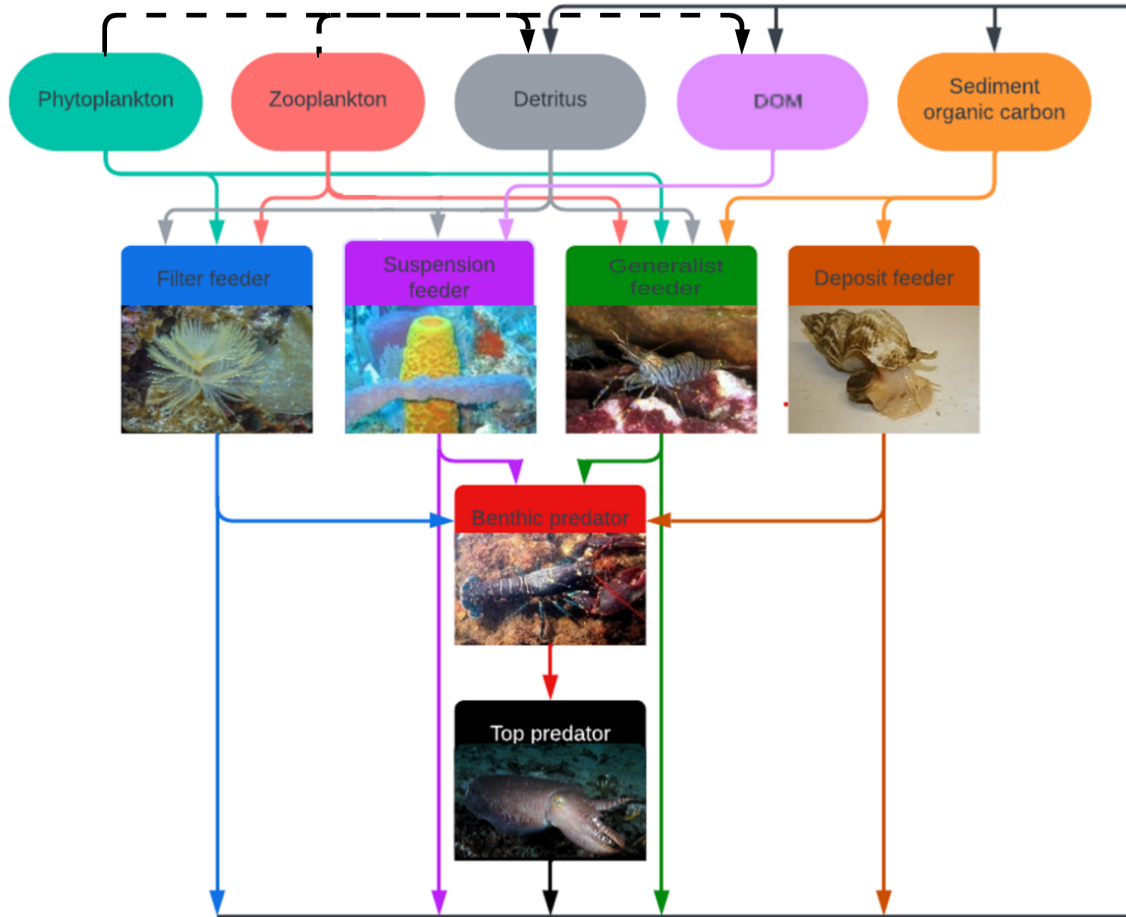 Phytoplankton
Zooplankton
Detritus
DOM
Sediment
organic carbon
Filter feeder
Suspension
feeder
Generalist
feeder
Deposit feeder
Benthic predator
Top predator